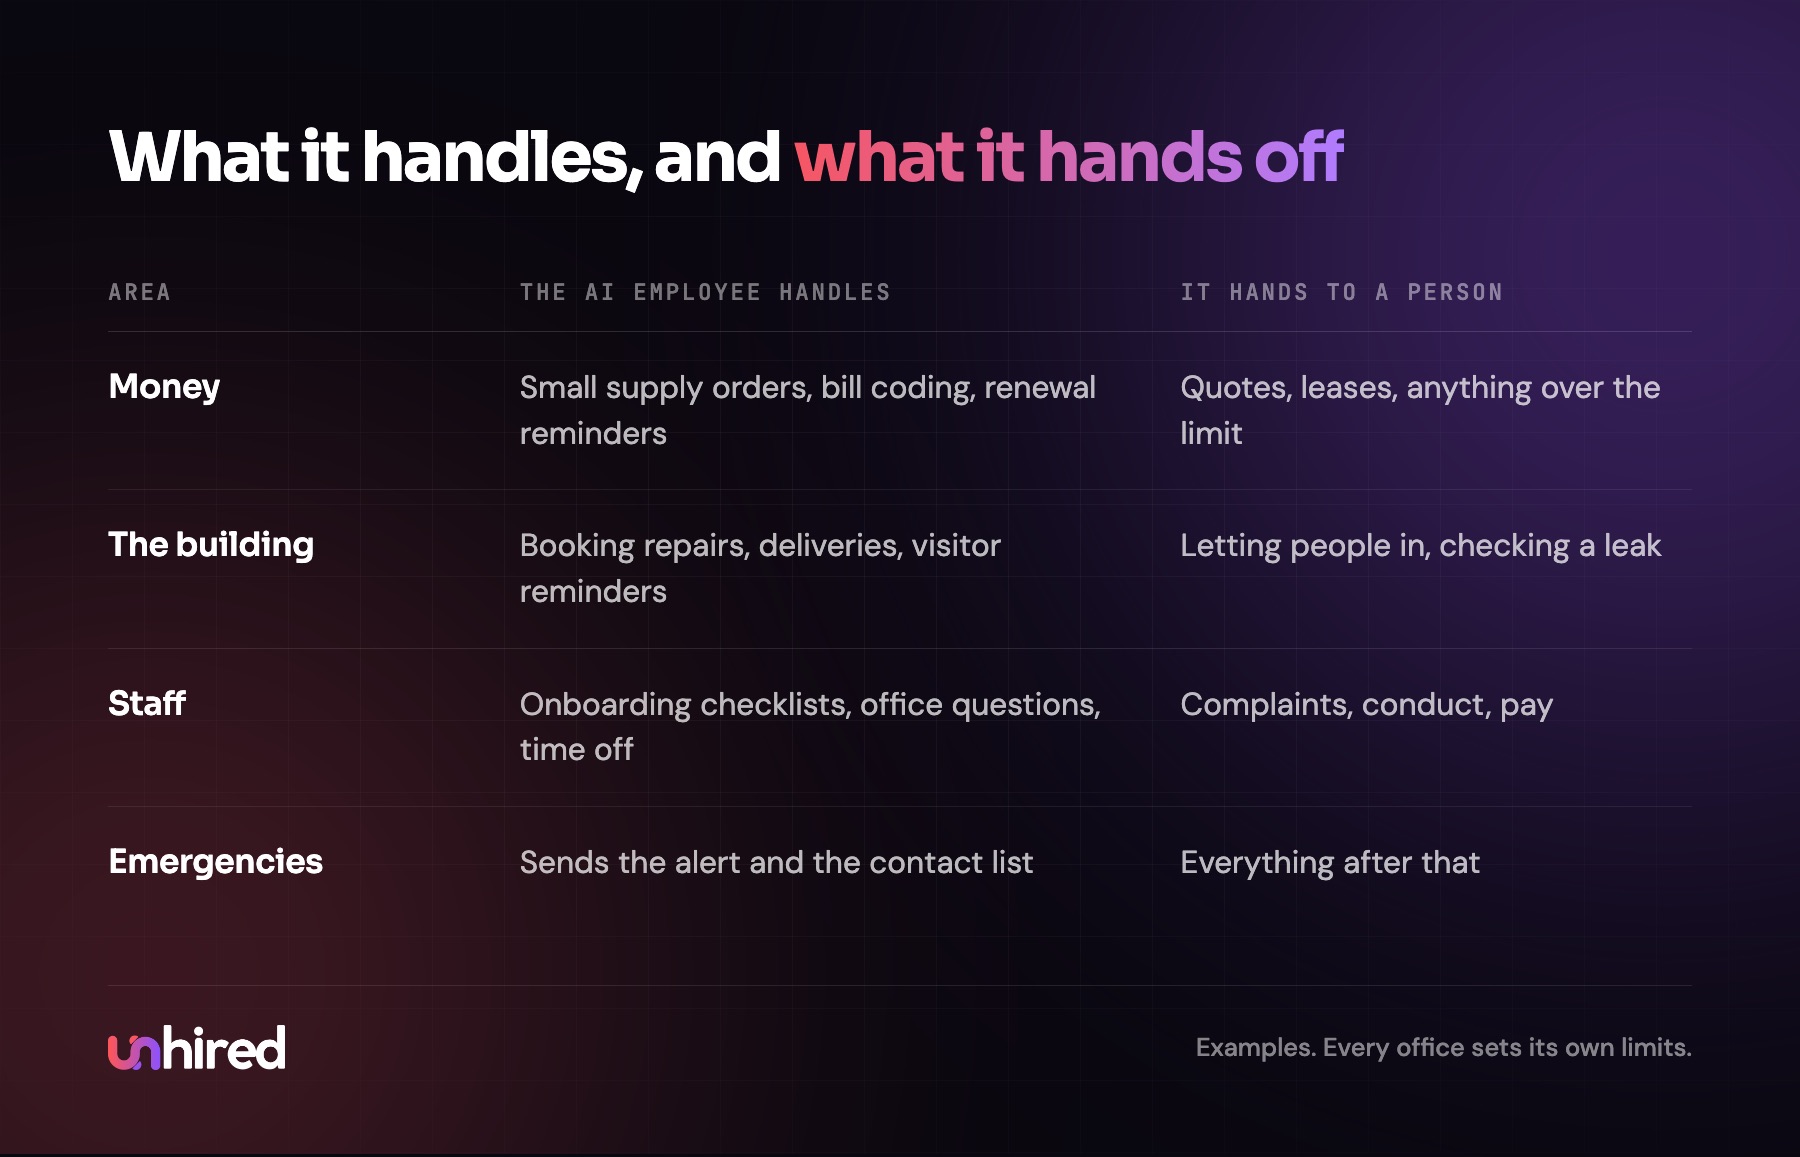 What it handles, and what it hands off
AREA
THE AI EMPLOYEE HANDLES
IT HANDS TO A PERSON
Money
Small supply orders, bill coding, renewal
reminders
Quotes, leases, anything over the
limit
The building
Booking repairs, deliveries, visitor
reminders
Letting people in, checking a leak
Staff
Onboarding checklists, office questions,
time off
Complaints, conduct, pay
Emergencies
Sends the alert and the contact list
Everything after that
unhired
Examples. Every office sets its own limits.